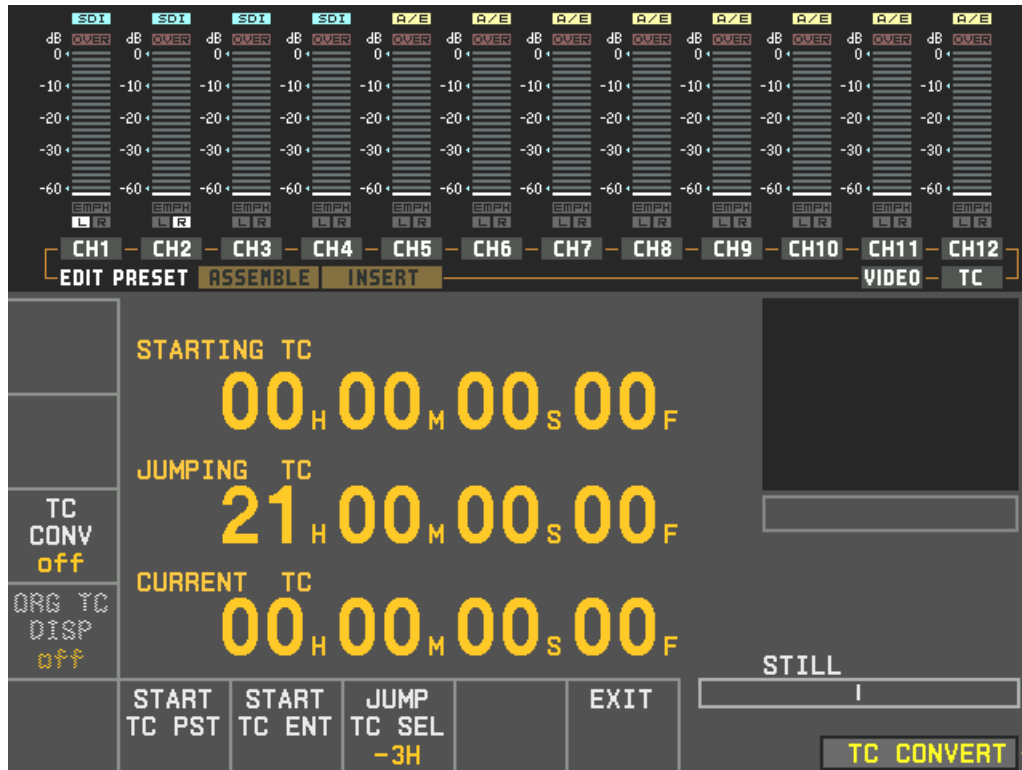 SDI SDI SDI SDI A/E A/E A/E A/E A/E A/E A/E A/E
dB OVER dB OVER dB OVER dB OVER dB OVER dB OVER dB OVER dB OVER dB OVER dB OVER dB OVER dB OVER
0 0 0 0 0 0 0 0 0 0 0 0
-10 -10 -10 -10 -10 -10 -10 -10 -10 -10 -10 -10
-20 -20 -20 -20 -20 -20 -20 -20 -20 -20 -20 -20
-30 -30 -30 -30 -30 -30 -30 -30 -30 -30 -30 -30
-60 -60 -60 -60 -60 -60 -60 -60 -60 -60 -60 -60
EMPH EMPH EMPH EMPH EMPH EMPH EMPH EMPH EMPH EMPH EMPH EMPH
L R L R L R L R L R L R L R L R L R L R L R L R
CH1 CH2 CH3 CH4 CH5 CH6 CH7 CH8 CH9 CH10 CH11 CH12
EDIT PRESET ASSEMBLE INSERT VIDEO TC
STARTING TC
00H 00M 00S 00F
JUMPING TC
21H 00M 00S 00F
CURRENT TC
00H 00M 00S 00F
TC
CONV
off
ORG TC
DISP
off
STILL
START
TC PST
START
TC ENT
JUMP
TC SEL
-3H
EXIT
TC CONVERT